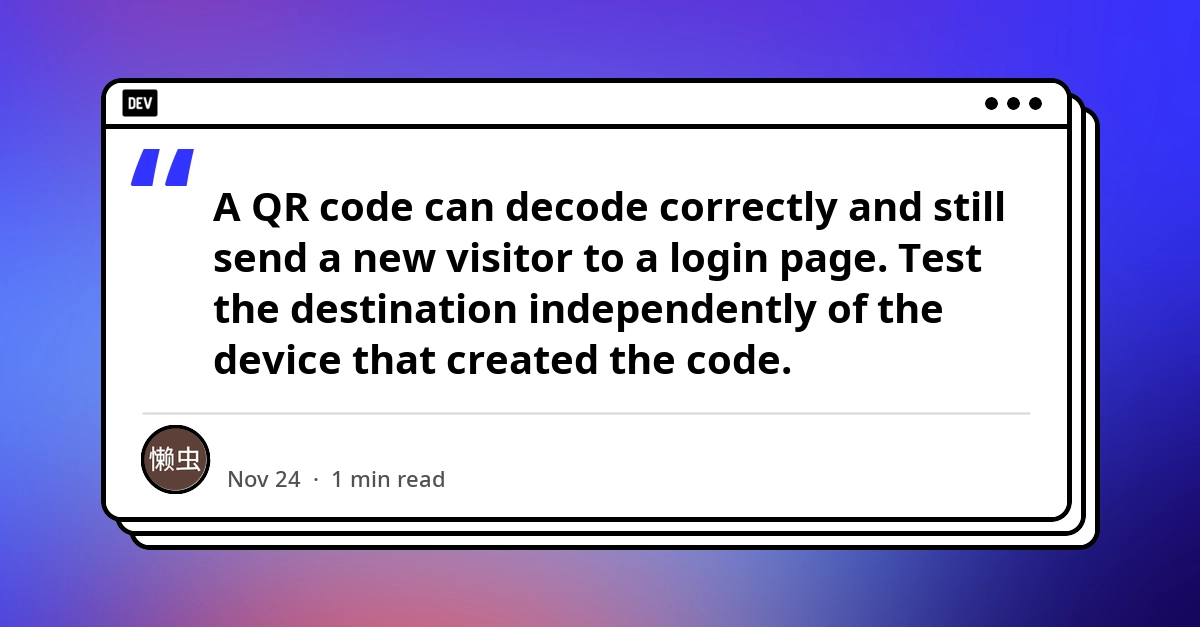 DEV
“
A QR code can decode correctly and still
send a new visitor to a login page. Test
the destination independently of the
device that created the code.
懒虫
Nov 24 · 1 min read